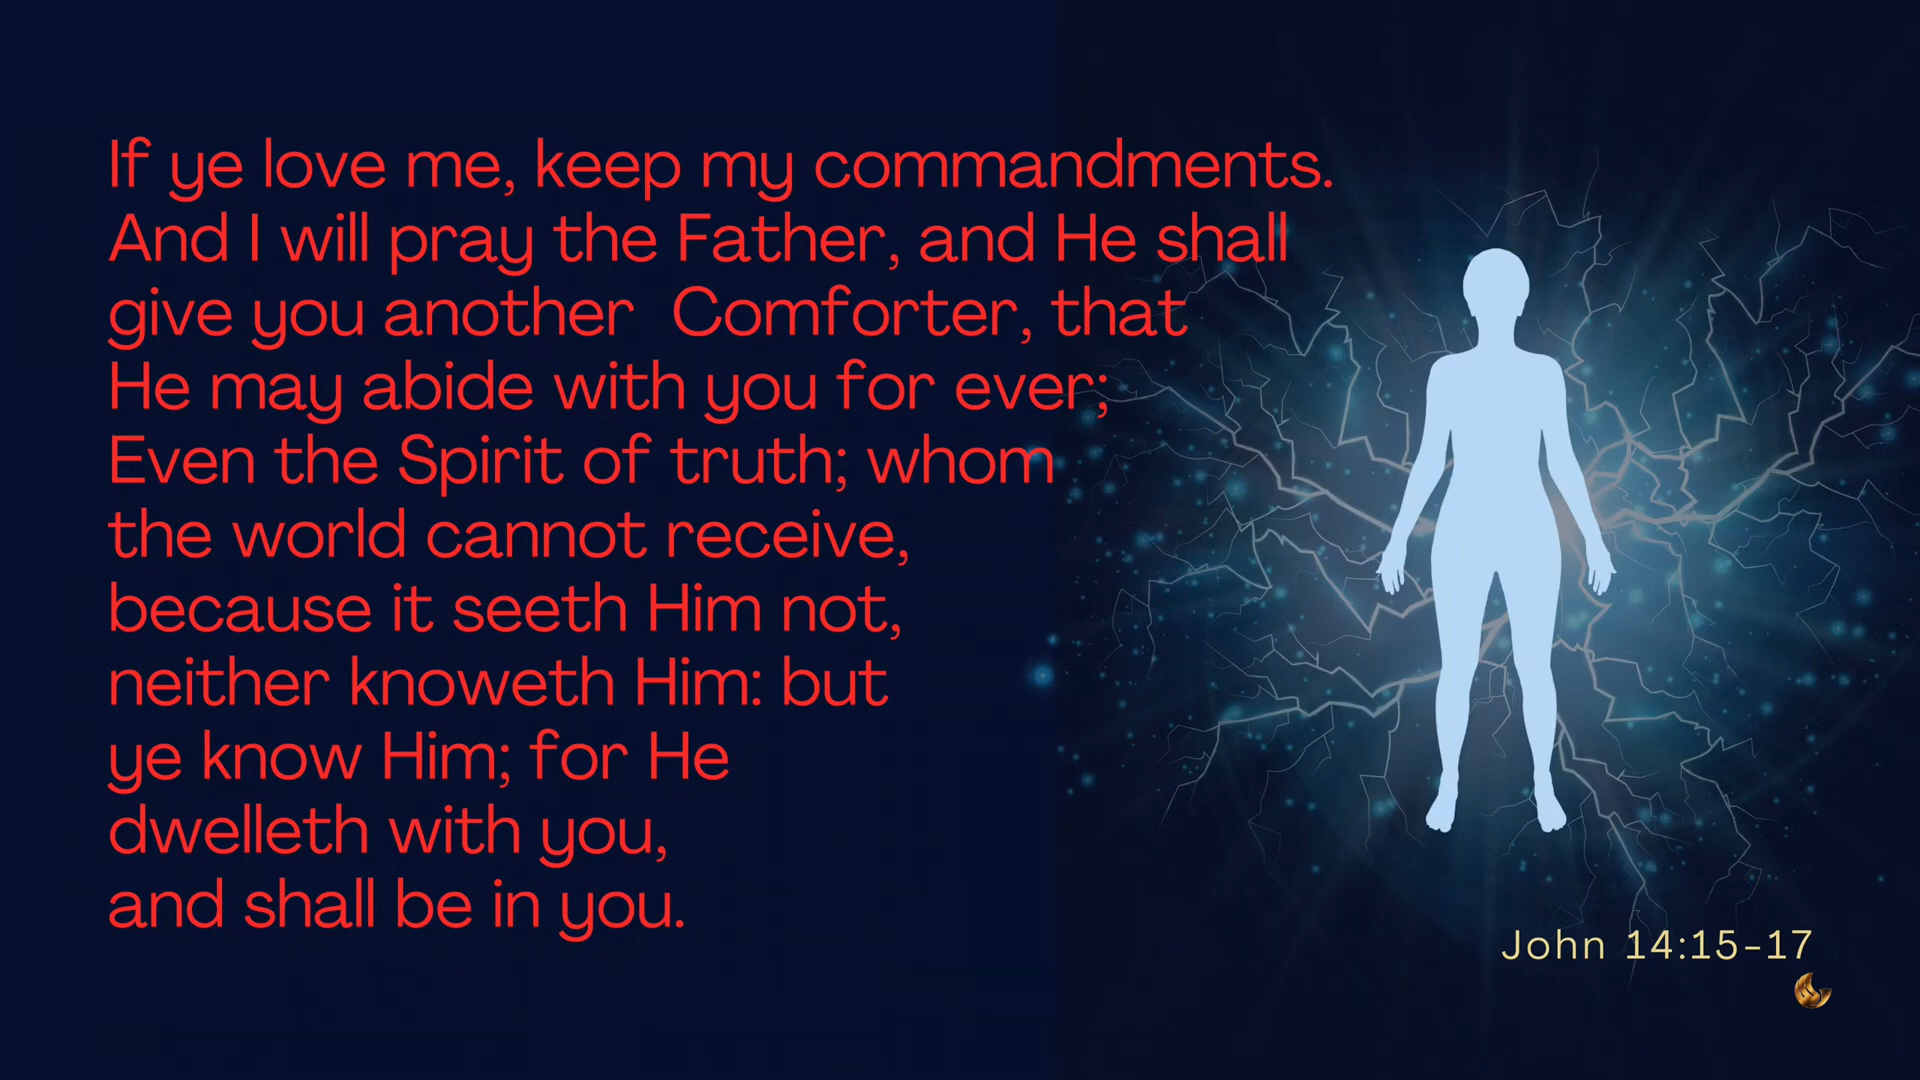 If ye love me, keep my commandments.
And I will pray the Father, and He shall
give you another  Comforter, that
He may abide with you for ever;
Even the Spirit of truth; whom
the world cannot receive,
because it seeth Him not,
neither knoweth Him: but
ye know Him; for He
dwelleth with you,
and shall be in you.
John 14:15-17